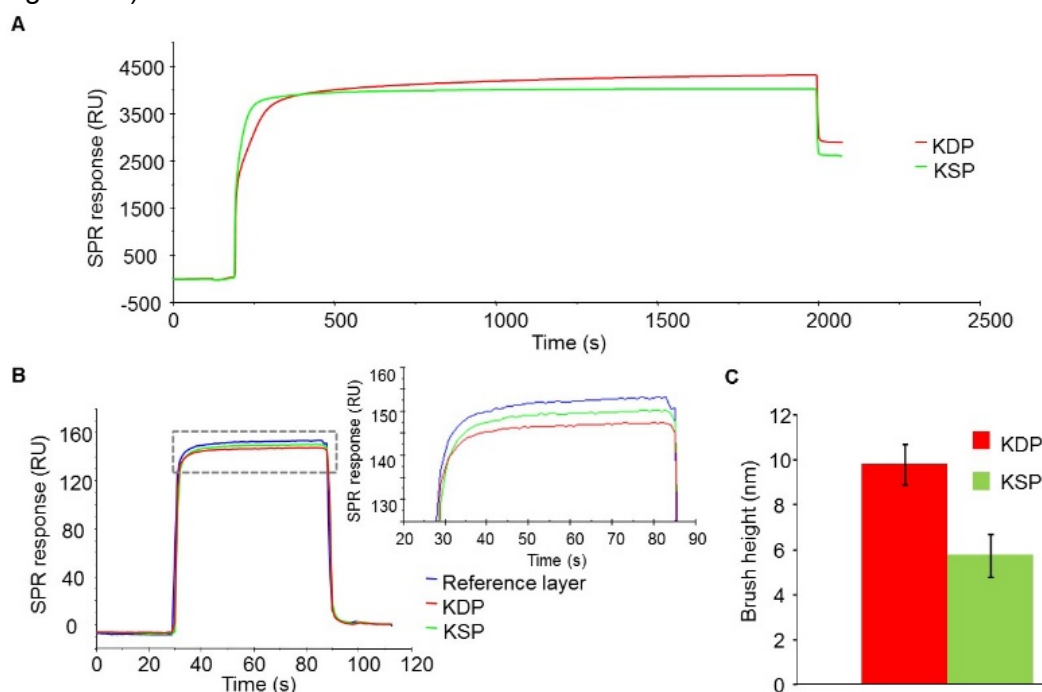 A
SPR response (RU)
4500
3500
2500
1500
500
-500
0
500
1000
1500
2000
2500
Time (s)
KDP
KSP
B
SPR response (RU)
160
120
80
40
0
0
20
40
60
80
100
120
Time (s)
SPR response (RU)
160
150
140
130
20
30
40
50
60
70
80
90
Time (s)
Reference layer
KDP
KSP
C
Brush height (nm)
12
10
8
6
4
2
0
KDP
KSP